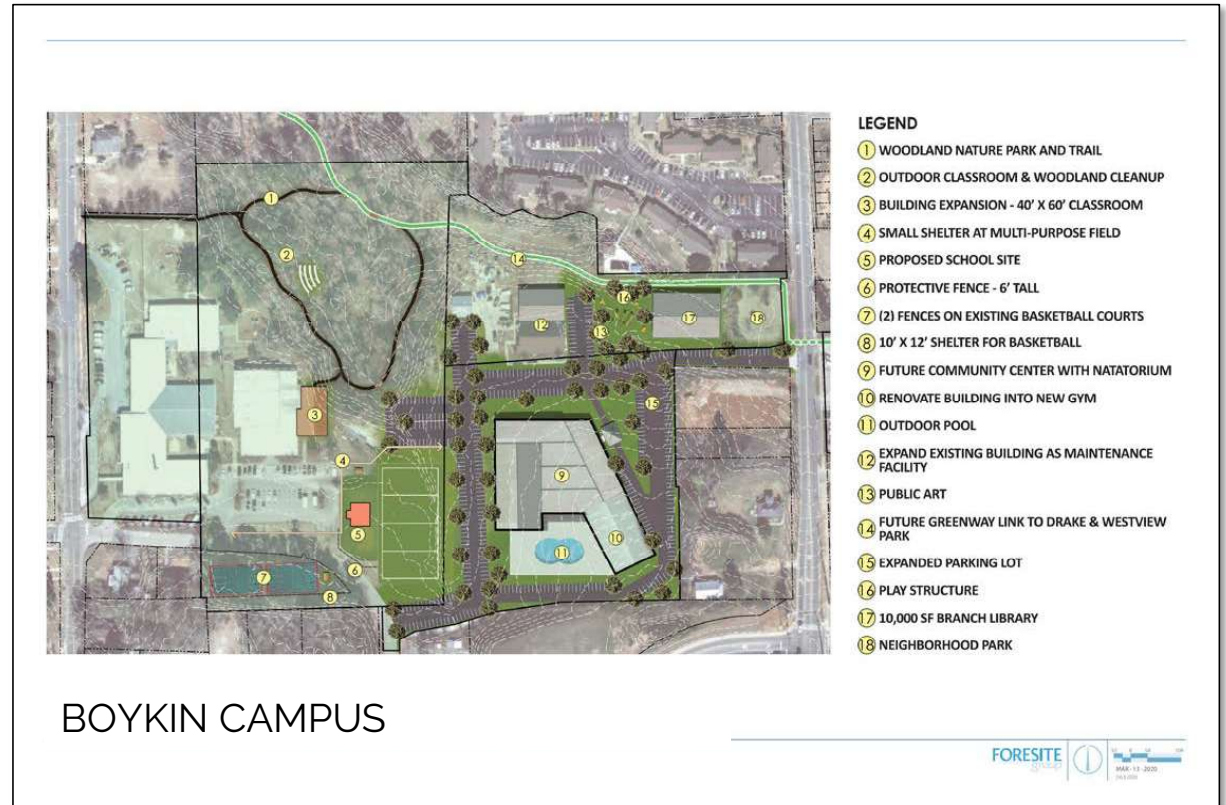 LEGEND
1 WOODLAND NATURE PARK AND TRAIL
2 OUTDOOR CLASSROOM & WOODLAND CLEANUP
3 BUILDING EXPANSION - 40' X 60' CLASSROOM
4 SMALL SHELTER AT MULTI-PURPOSE FIELD
5 PROPOSED SCHOOL SITE
6 PROTECTIVE FENCE - 6' TALL
7 (2) FENCES ON EXISTING BASKETBALL COURTS
8 10' X 12' SHELTER FOR BASKETBALL
9 FUTURE COMMUNITY CENTER WITH NATATORIUM
10 RENOVATE BUILDING INTO NEW GYM
11 OUTDOOR POOL
12 EXPAND EXISTING BUILDING AS MAINTENANCE
FACILITY
13 PUBLIC ART
14 FUTURE GREENWAY LINK TO DRAKE & WESTVIEW
PARK
15 EXPANDED PARKING LOT
16 PLAY STRUCTURE
17 10,000 SF BRANCH LIBRARY
18 NEIGHBORHOOD PARK
1
2
14
16
12
13
17
18
3
15
4
9
5
10
11
6
7
8
BOYKIN CAMPUS
FORESITE
group
MAR-13-2020